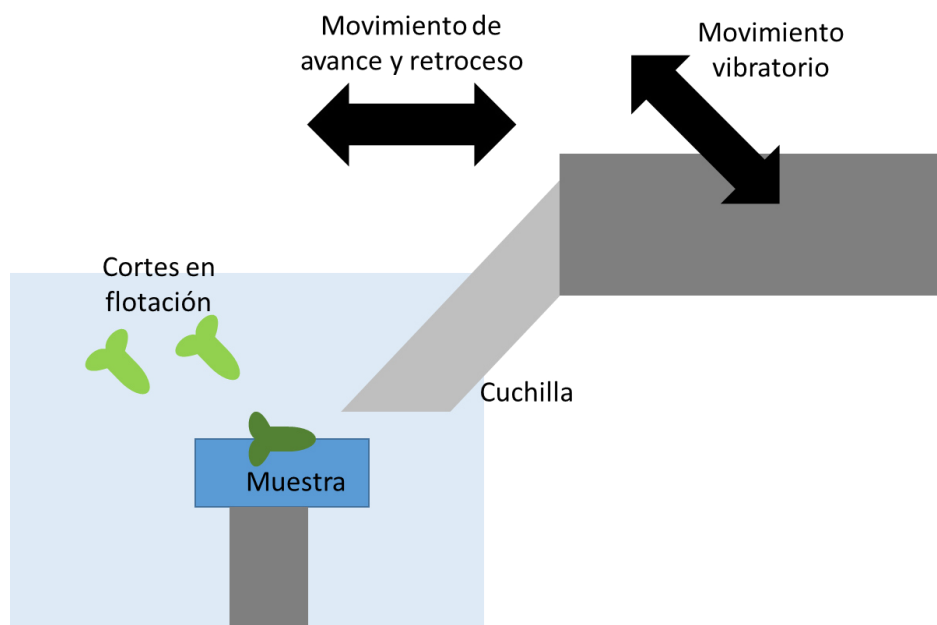 Movimiento de
avance y retroceso
Movimiento
vibratorio
Cortes en
flotación
Cuchilla
Muestra